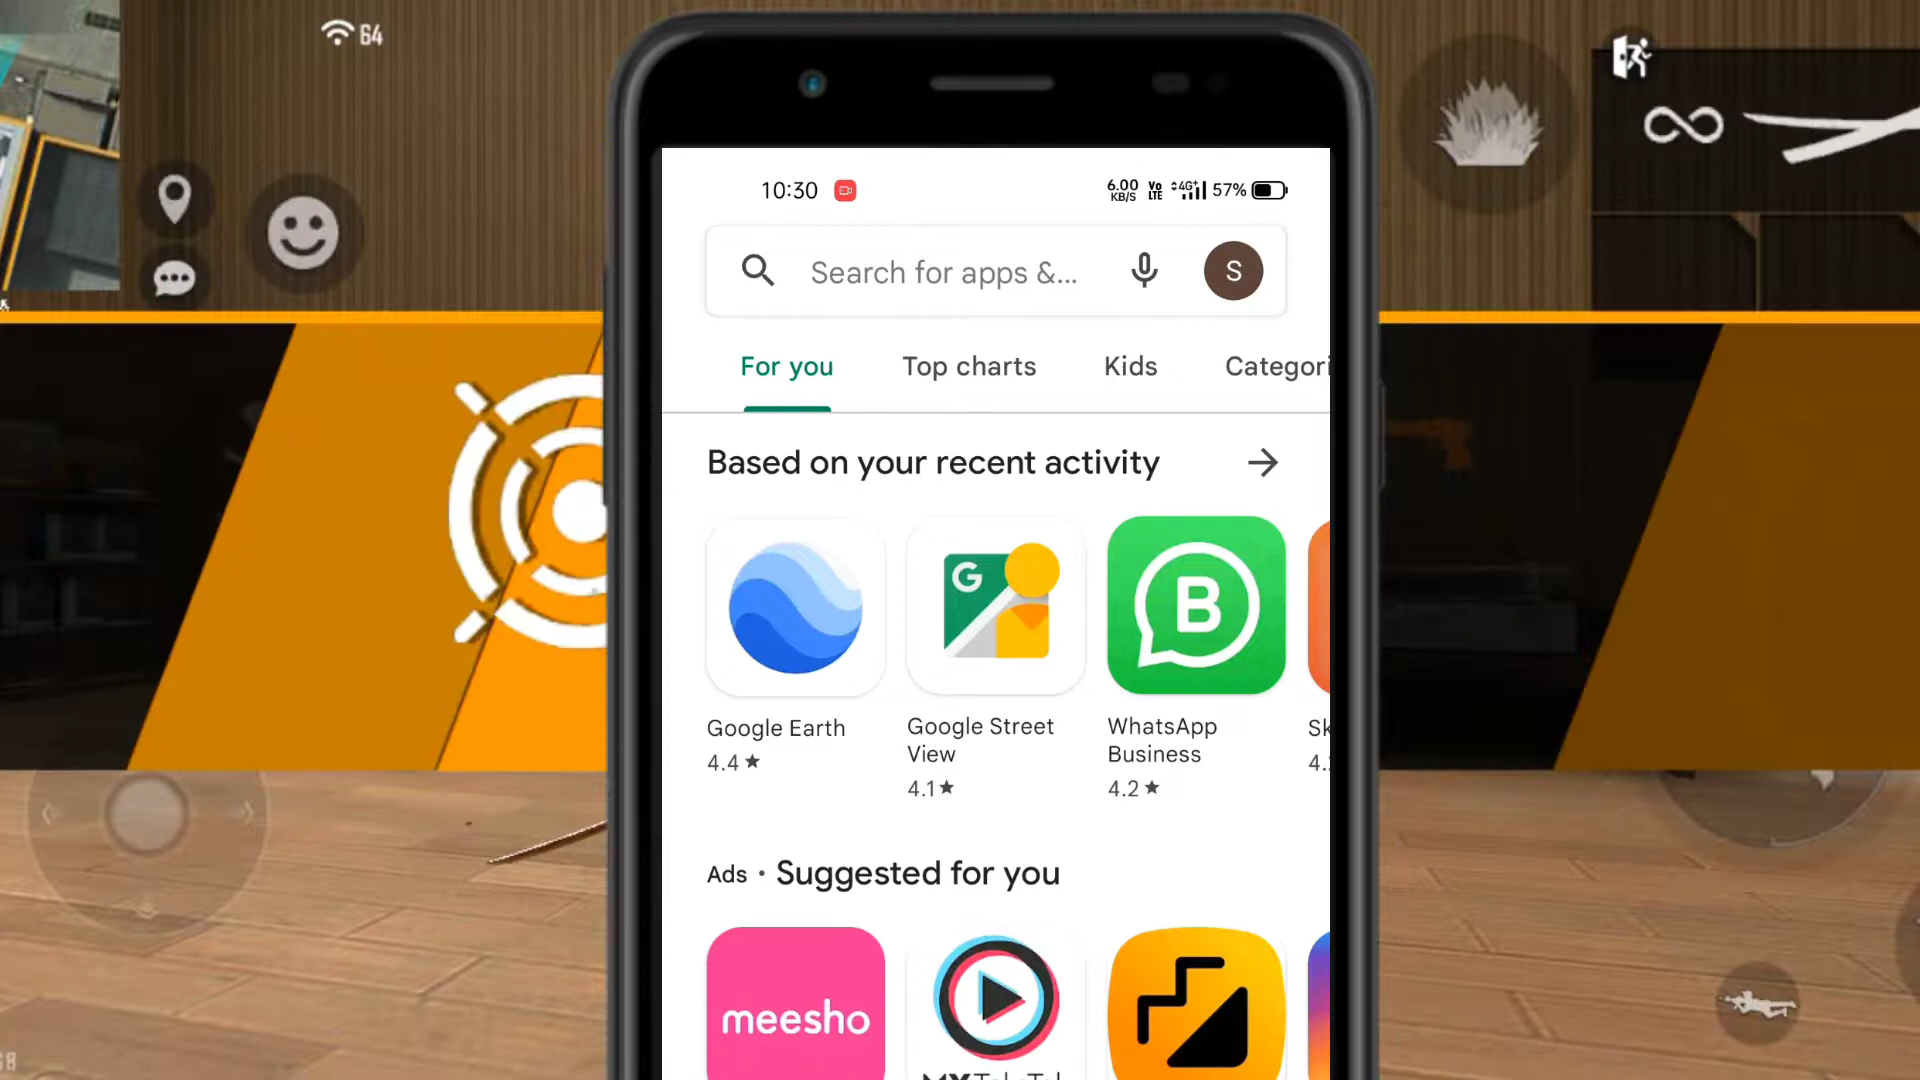 64
10:30
6.00 KB/S Vo LTE 4G+ 57%
Search for apps &...
S
For you Top charts Kids Categori
Based on your recent activity
G
B
Google Earth
4.4 ★
Google Street View
4.1 ★
WhatsApp Business
4.2 ★
Sk
4.
Ads • Suggested for you
meesho